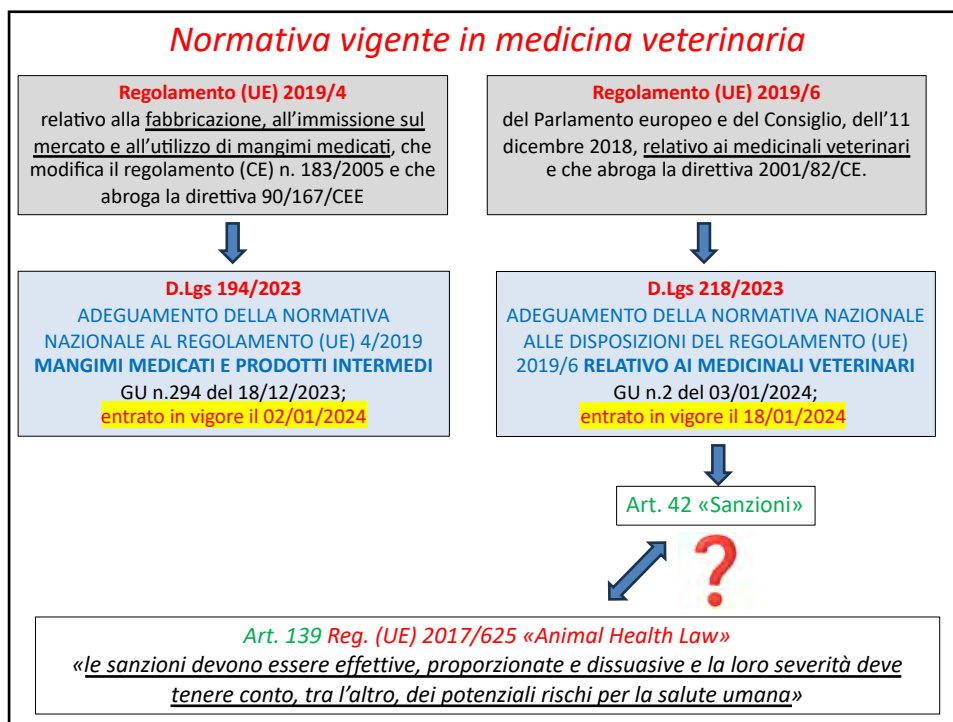 Normativa vigente in medicina veterinaria
Regolamento (UE) 2019/4
relativo alla fabbricazione, all’immissione sul
mercato e all’utilizzo di mangimi medicati, che
modifica il regolamento (CE) n. 183/2005 e che
abroga la direttiva 90/167/CEE
Regolamento (UE) 2019/6
del Parlamento europeo e del Consiglio, dell’11
dicembre 2018, relativo ai medicinali veterinari
e che abroga la direttiva 2001/82/CE.
D.Lgs 194/2023
ADEGUAMENTO DELLA NORMATIVA
NAZIONALE AL REGOLAMENTO (UE) 4/2019
MANGIMI MEDICATI E PRODOTTI INTERMEDI
GU n.294 del 18/12/2023;
entrato in vigore il 02/01/2024
D.Lgs 218/2023
ADEGUAMENTO DELLA NORMATIVA NAZIONALE
ALLE DISPOSIZIONI DEL REGOLAMENTO (UE)
2019/6 RELATIVO AI MEDICINALI VETERINARI
GU n.2 del 03/01/2024;
entrato in vigore il 18/01/2024
Art. 42 «Sanzioni»
?
Art. 139 Reg. (UE) 2017/625 «Animal Health Law»
«le sanzioni devono essere effettive, proporzionate e dissuasive e la loro severità deve
tenere conto, tra l’altro, dei potenziali rischi per la salute umana»